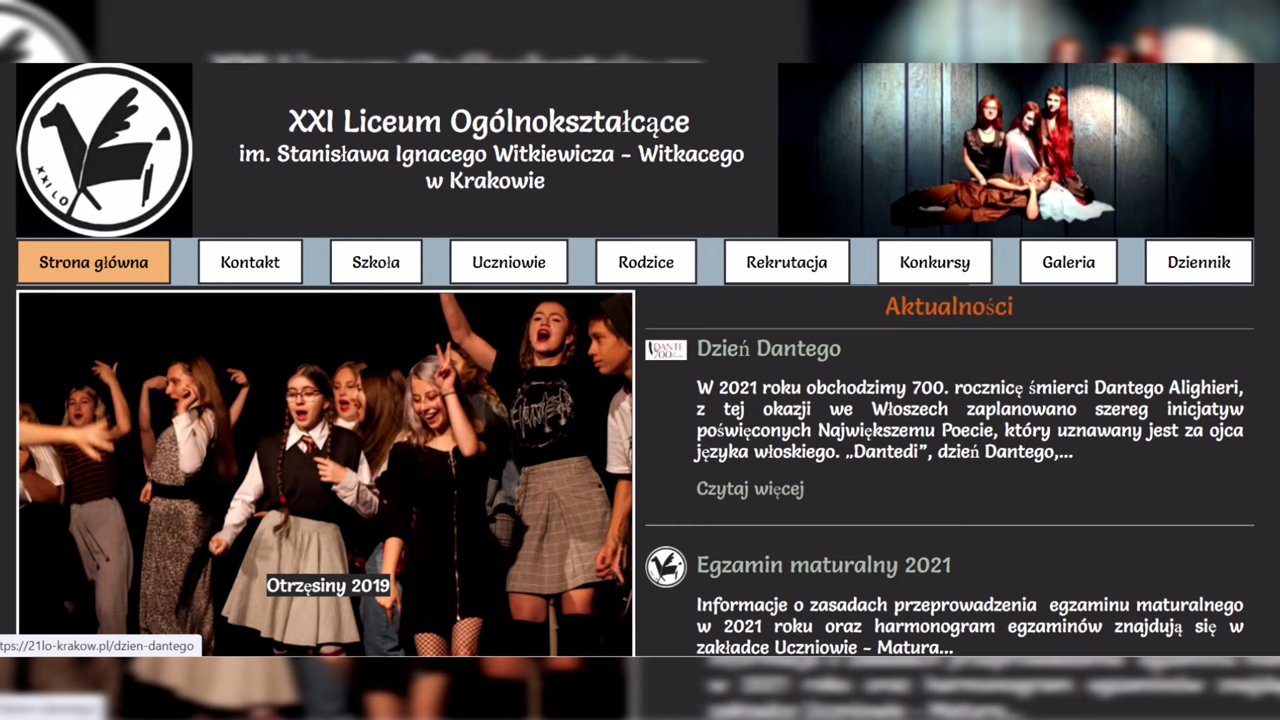 XXI LO
XXI Liceum Ogólnokształcące
im. Stanisława Ignacego Witkiewicza - Witkacego
w Krakowie
Strona główna
Kontakt
Szkoła
Uczniowie
Rodzice
Rekrutacja
Konkursy
Galeria
Dziennik
Otrzęsiny 2019
Aktualności
DANTE
700
Dzień Dantego
W 2021 roku obchodzimy 700. rocznicę śmierci Dantego Alighieri,
z tej okazji we Włoszech zaplanowano szereg inicjatyw
poświęconych Największemu Poecie, który uznawany jest za ojca
języka włoskiego. „Dantedi”, dzień Dantego,...
Czytaj więcej
Egzamin maturalny 2021
Informacje o zasadach przeprowadzenia egzaminu maturalnego
w 2021 roku oraz harmonogram egzaminów znajdują się w
zakładce Uczniowie - Matura...
ttps://21lo-krakow.pl/dzien-dantego